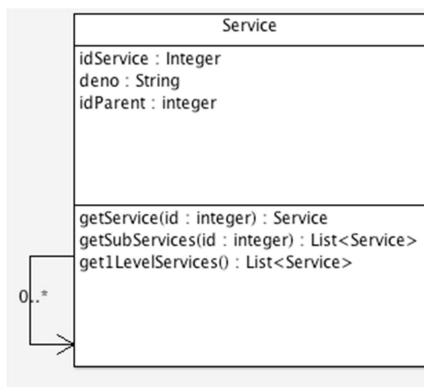 Service
idService : Integer
deno : String
idParent : integer
getService(id : integer) : Service
getSubServices(id : integer) : List<Service>
get1LevelServices() : List<Service>
0..*